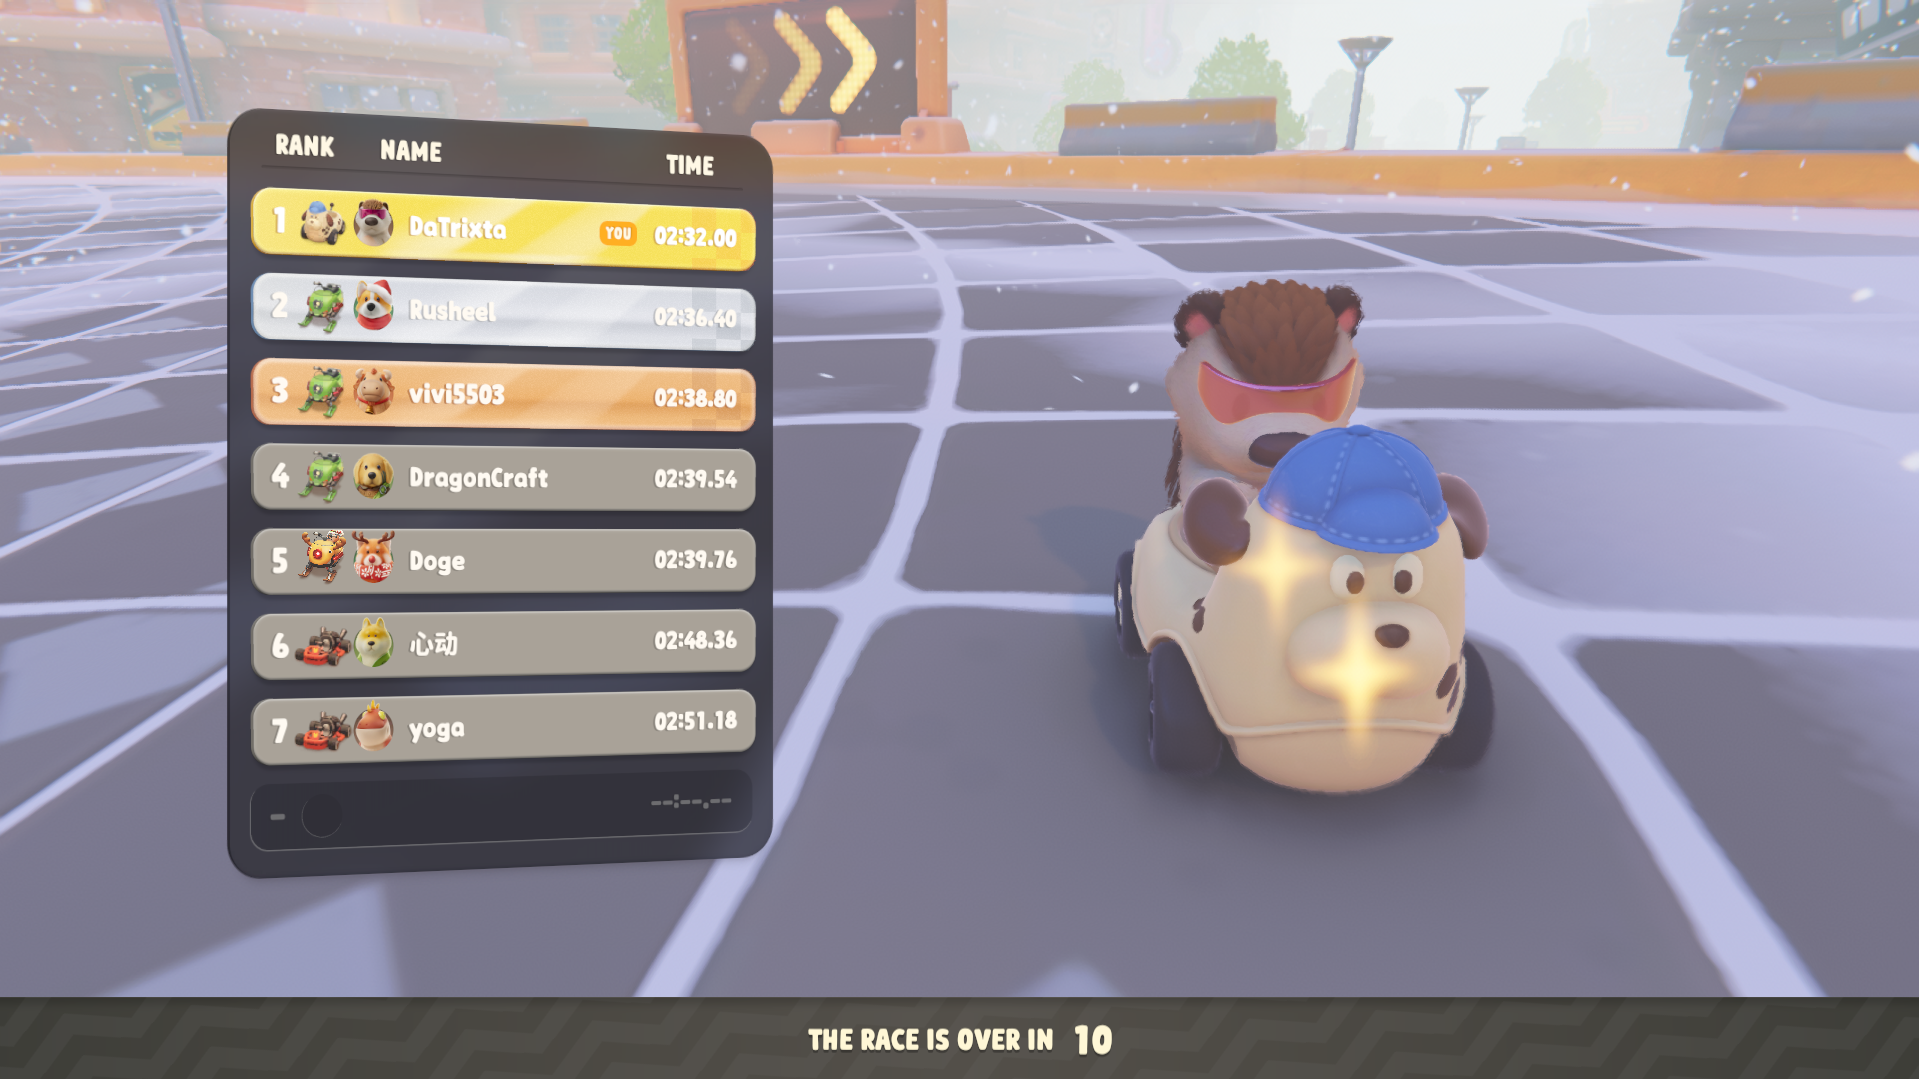 RANK NAME TIME
1 DaTrixta YOU 02:32.00
2 Rusheel 02:36.40
3 vivi5503 02:38.80
4 DragonCraft 02:39.54
5 Doge 02:39.76
6 心动 02:48.36
7 yoga 02:51.18
- --:--.--
THE RACE IS OVER IN 10